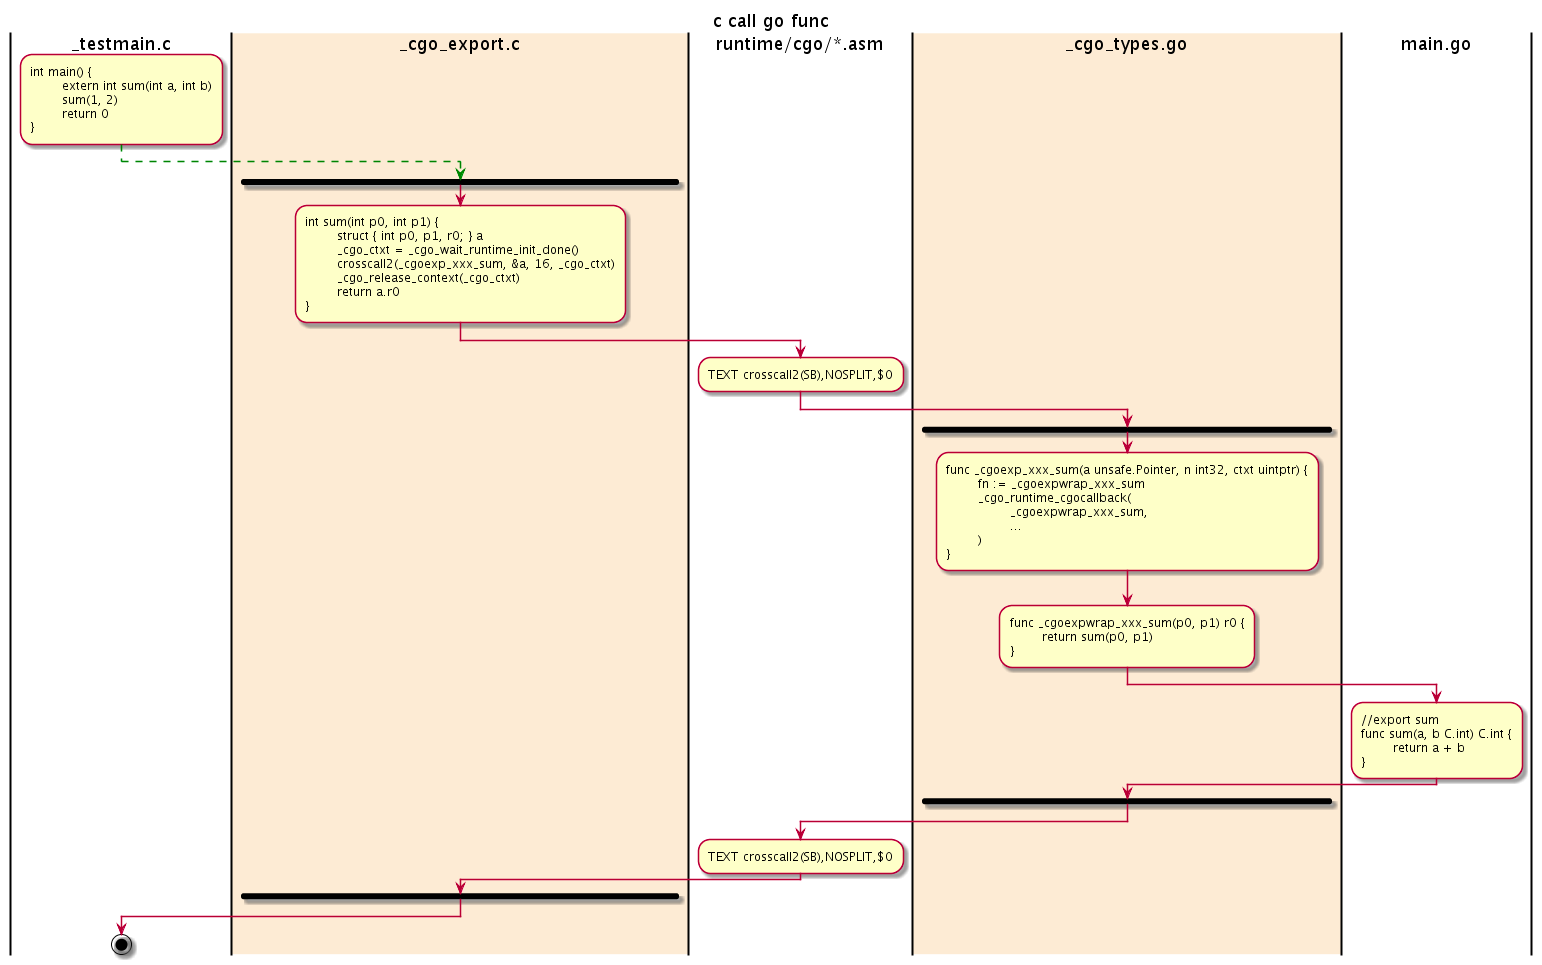 c call go func
_testmain.c
_cgo_export.c
runtime/cgo/*.asm
_cgo_types.go
main.go
int main() {
extern int sum(int a, int b)
sum(1, 2)
return 0
}
int sum(int p0, int p1) {
struct { int p0, p1, r0; } a
_cgo_ctxt = _cgo_wait_runtime_init_done()
crosscall2(_cgoexp_xxx_sum, &a, 16, _cgo_ctxt)
_cgo_release_context(_cgo_ctxt)
return a.r0
}
TEXT crosscall2(SB),NOSPLIT,$0
func _cgoexp_xxx_sum(a unsafe.Pointer, n int32, ctxt uintptr) {
fn := _cgoexpwrap_xxx_sum
_cgo_runtime_cgocallback(
_cgoexpwrap_xxx_sum,
...
)
}
func _cgoexpwrap_xxx_sum(p0, p1) r0 {
return sum(p0, p1)
}
//export sum
func sum(a, b C.int) C.int {
return a + b
}
TEXT crosscall2(SB),NOSPLIT,$0